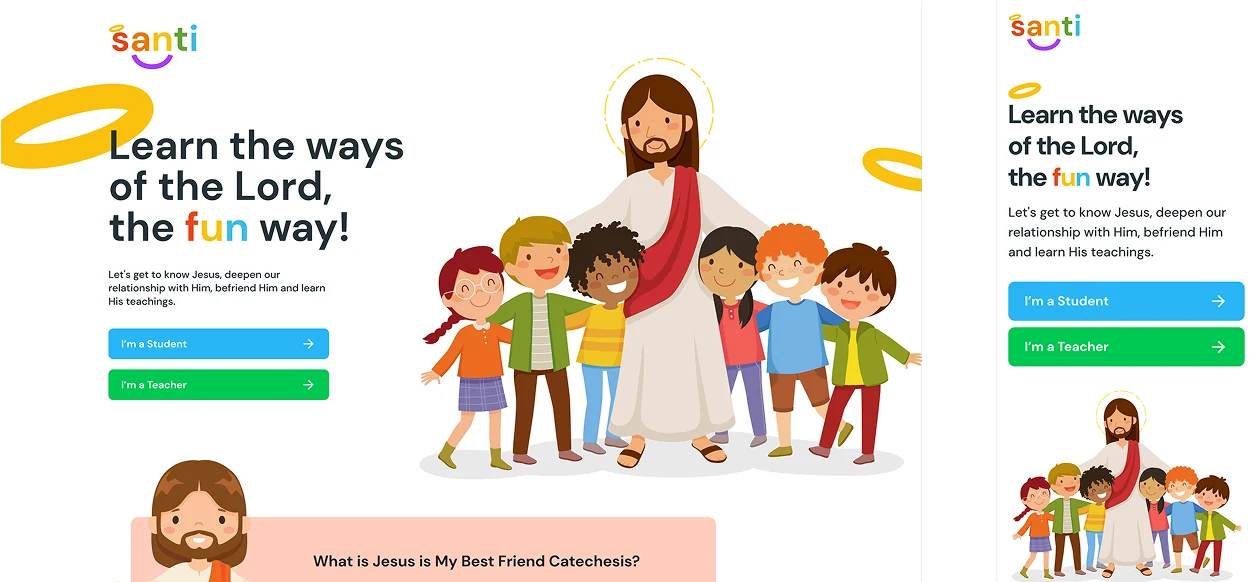 santi
Learn the ways
of the Lord,
the fun way!
Let's get to know Jesus, deepen our
relationship with Him, befriend Him and learn
His teachings.
I'm a Student
I'm a Teacher
What is Jesus is My Best Friend Catechesis?
santi
Learn the ways
of the Lord,
the fun way!
Let's get to know Jesus, deepen our
relationship with Him, befriend Him
and learn His teachings.
I'm a Student
I'm a Teacher